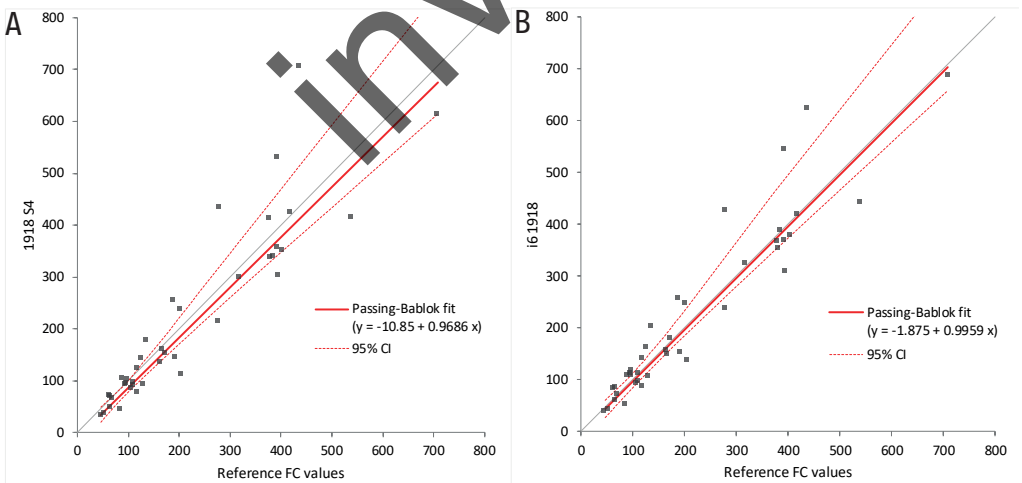 A
800
700
600
500
400
300
200
100
0
1918 S4
0 100 200 300 400 500 600 700 800
Reference FC values
Passing-Bablok fit
(y = -10.85 + 0.9686 x)
95% CI
inv
B
800
700
600
500
400
300
200
100
0
i6 1918
0 100 200 300 400 500 600 700 800
Reference FC values
Passing-Bablok fit
(y = -1.875 + 0.9959 x)
95% CI